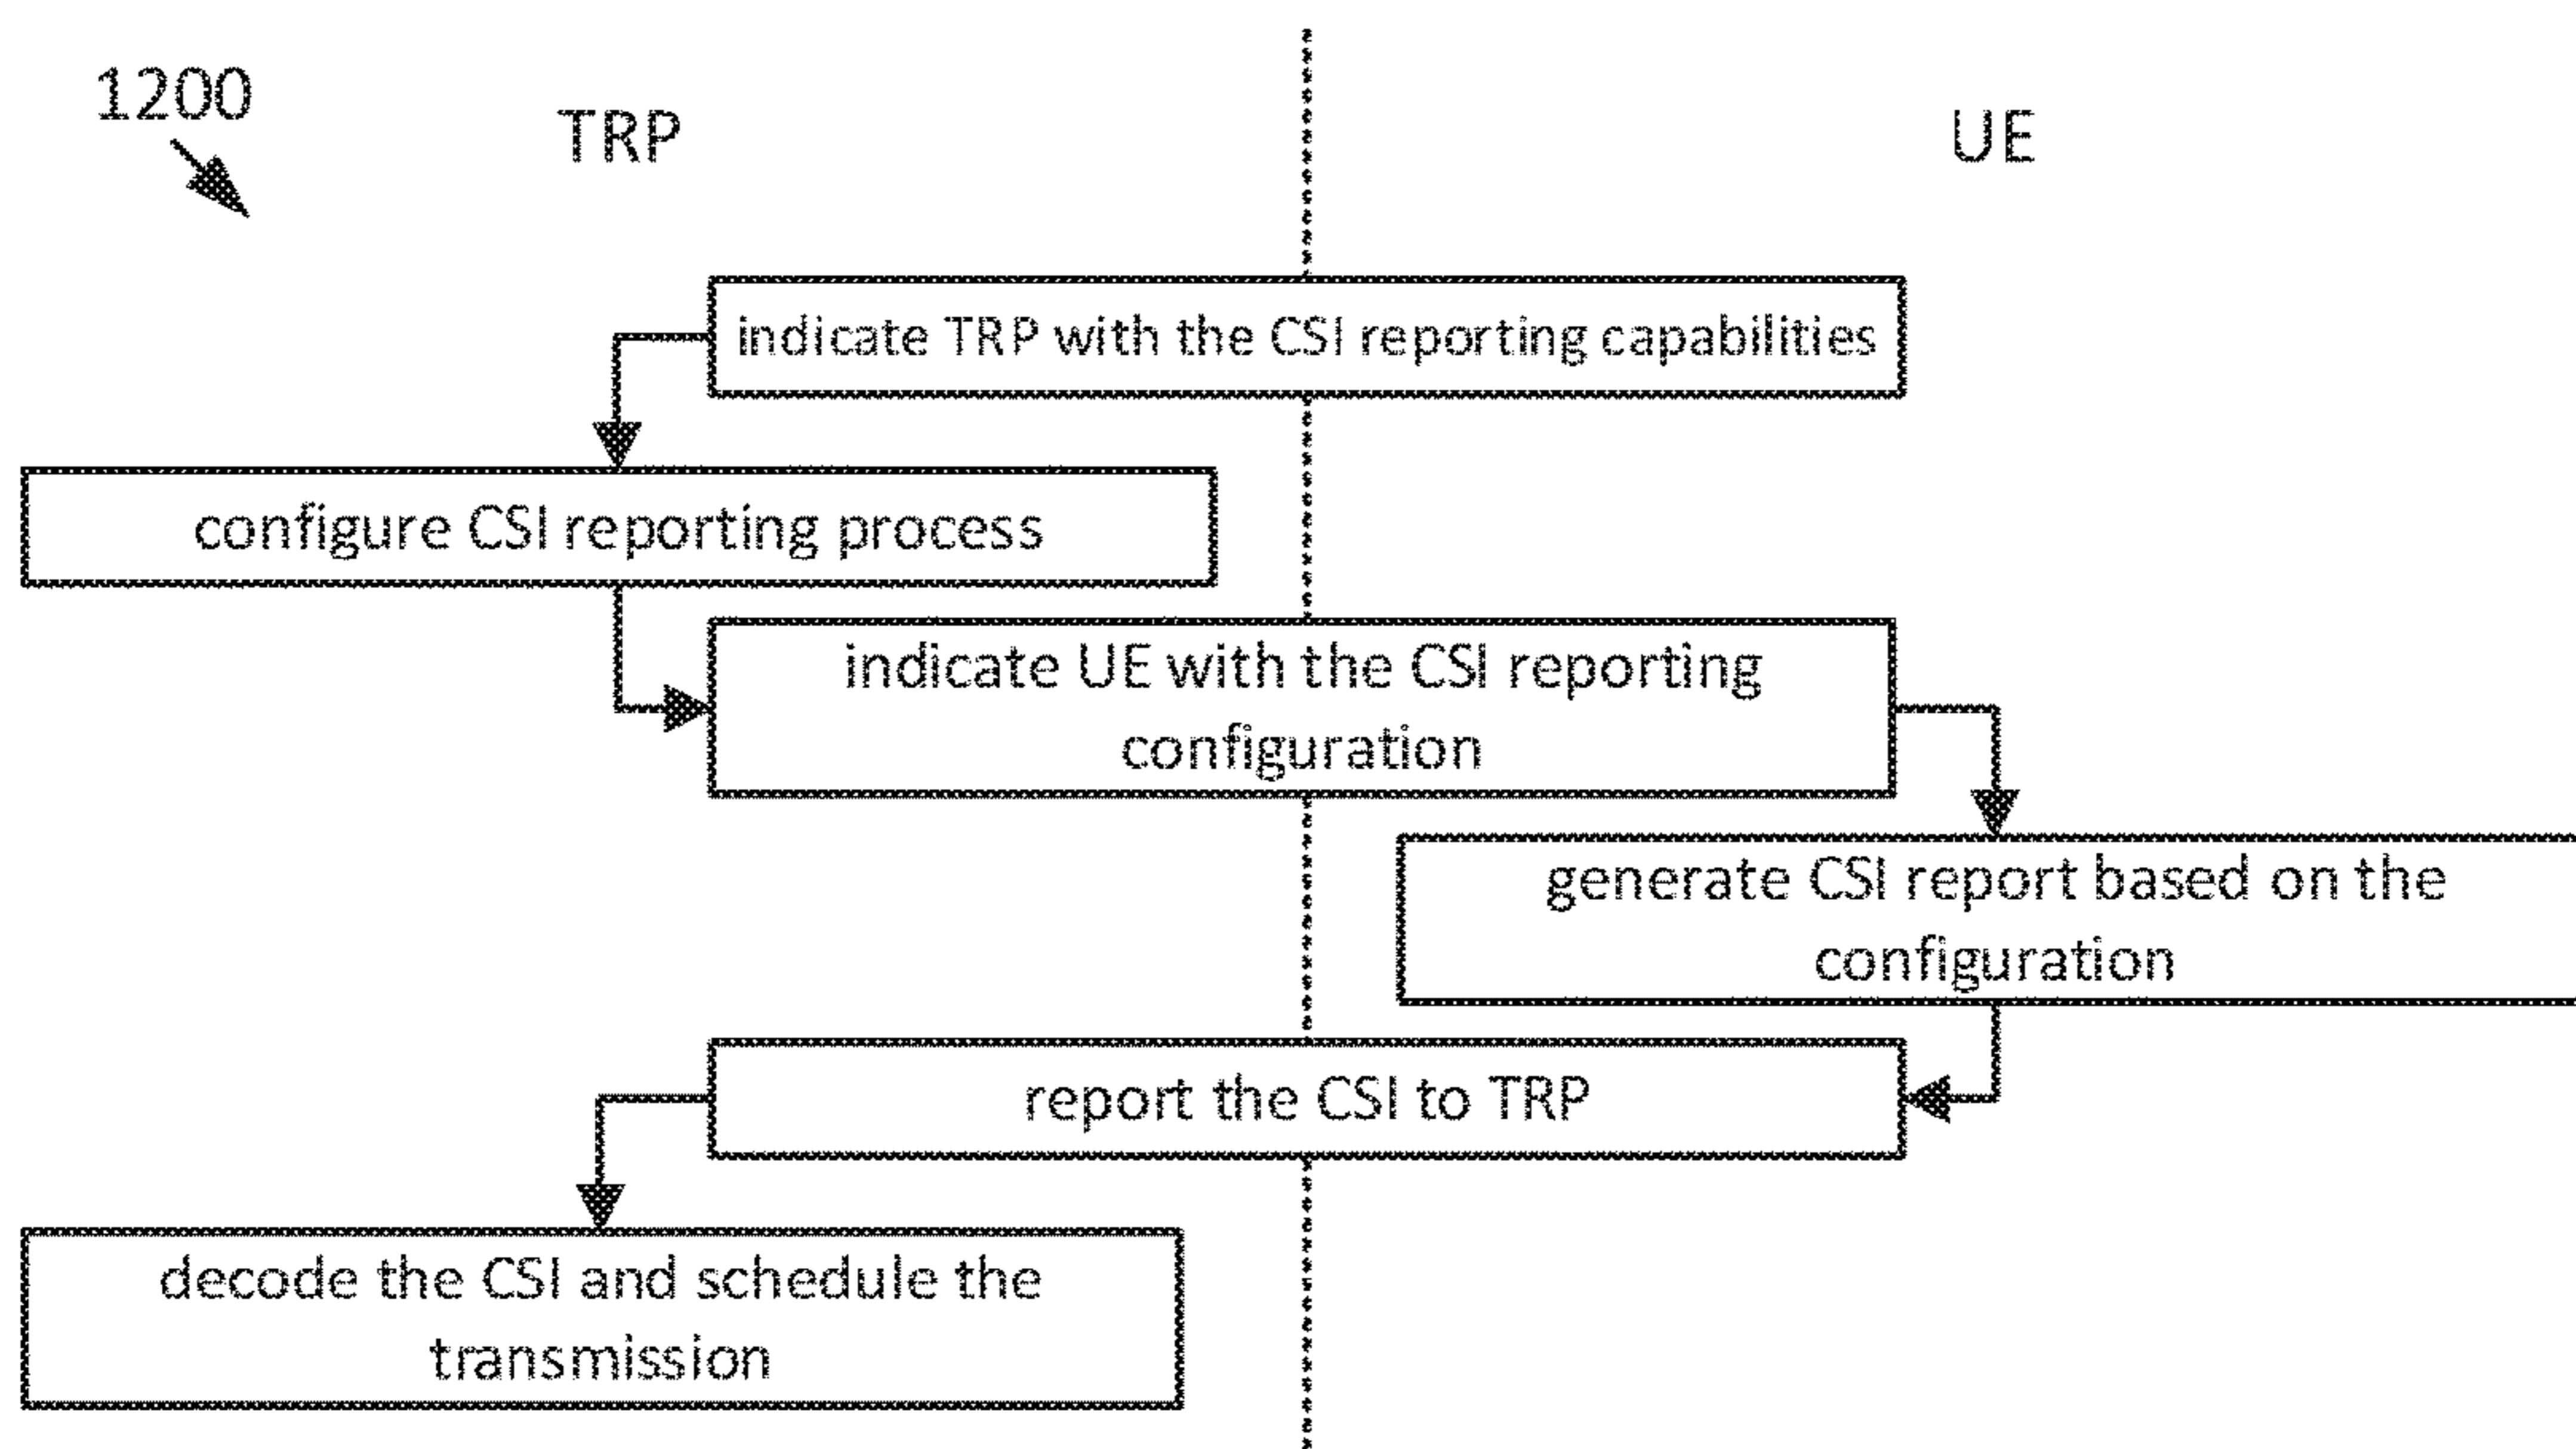 1200
TRP
UE
indicate TRP with the CSI reporting capabilities
configure CSI reporting process
indicate UE with the CSI reporting
configuration
generate CSI report based on the
configuration
report the CSI to TRP
decode the CSI and schedule the
transmission